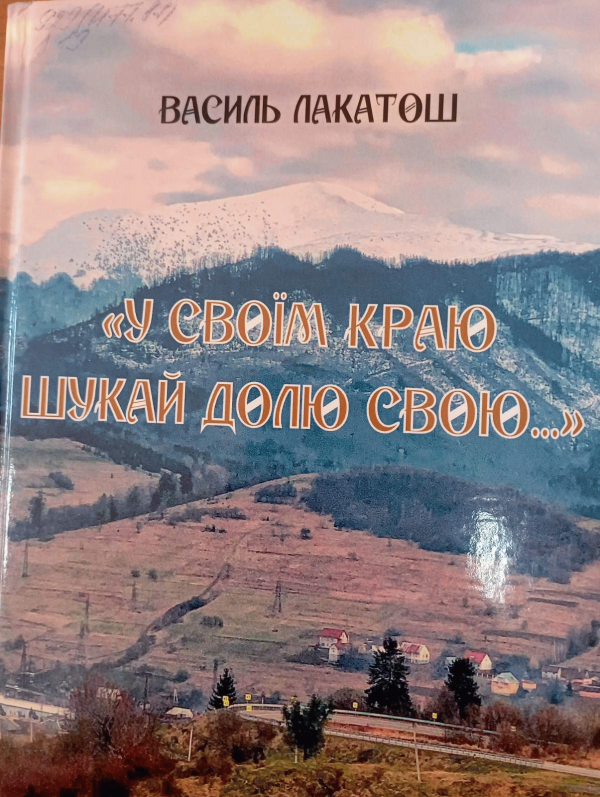 ВАСИЛЬ ЛАКАТОШ
«У СВОЇМ КРАЮ
ШУКАЙ ДОЛЮ СВОЮ...»